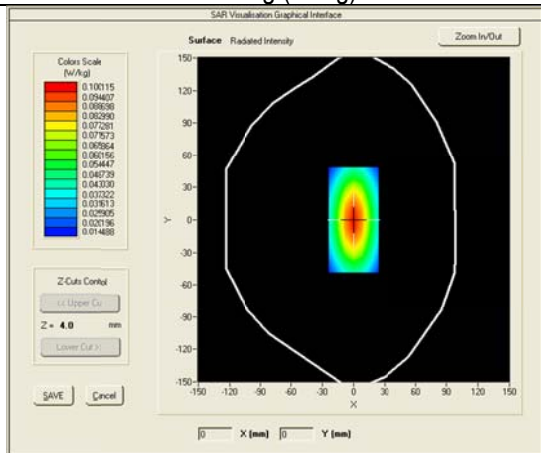 SAR Visualisation Graphical Interface
Surface Radiated Intensity
Zoom In/Out
Colors Scale
(W/kg)
0.100115
0.094407
0.088698
0.082990
0.077281
0.071573
0.065864
0.060156
0.054447
0.048739
0.043030
0.037322
0.031613
0.025905
0.020196
0.014488
Z-Cuts Control
<< Upper Cu
Z = 4.0 mm
Lower Cut >>
SAVE Cancel
150-
120-
90-
60-
30-
Y 0-
-30-
-60-
-90-
-120-
-150-
-150 -120 -90 -60 -30 0 30 60 90 120 150
X
0 X (mm) 0 Y (mm)